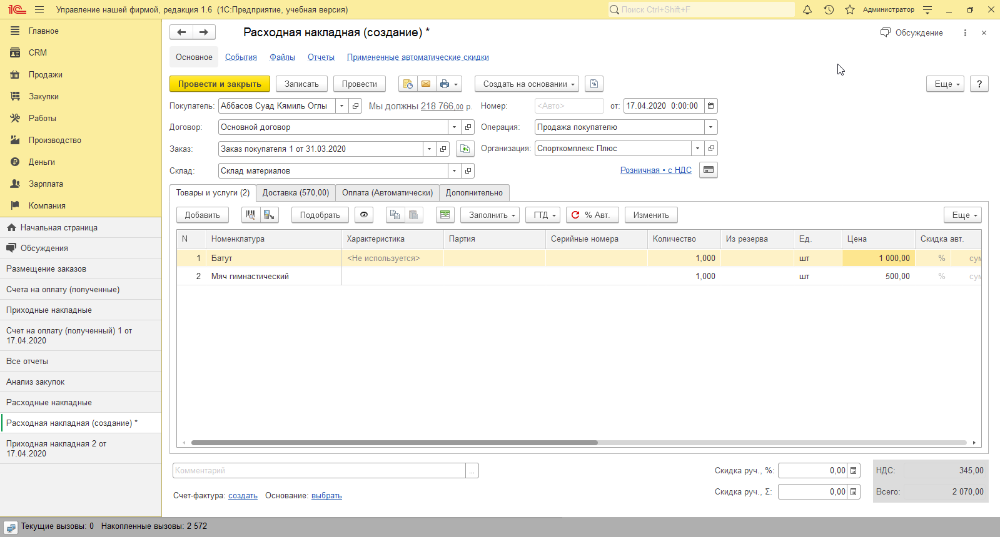 1С Управление нашей фирмой, редакция 1.6 (1С:Предприятие, учебная версия) Поиск Ctrl+Shift+F Администратор
Главное
CRM
Продажи
Закупки
Работы
Производство
Деньги
Зарплата
Компания
Начальная страница
Обсуждения
Размещение заказов
Счета на оплату (полученные)
Приходные накладные
Счет на оплату (полученный) 1 от
17.04.2020
Все отчеты
Анализ закупок
Расходные накладные
Расходная накладная (создание) *
Приходная накладная 2 от
17.04.2020
Расходная накладная (создание) * Обсуждение
Основное События Файлы Отчеты Примененные автоматические скидки
Провести и закрыть Записать Провести Создать на основании Еще ?
Покупатель: Аббасов Суад Кямиль Оглы Мы должны 218 766,00 р. Номер: <Авто> от: 17.04.2020 0:00:00
Договор: Основной договор Операция: Продажа покупателю
Заказ: Заказ покупателя 1 от 31.03.2020 Организация: Спорткомплекс Плюс
Склад: Склад материалов Розничная • с НДС
Товары и услуги (2) Доставка (570,00) Оплата (Автоматически) Дополнительно
Добавить Подобрать Заполнить ГТД % Авт. Изменить Еще
N Номенклатура Характеристика Партия Серийные номера Количество Из резерва Ед. Цена Скидка авт.
1 Батут <Не используется> 1,000 шт 1 000,00 % сум
2 Мяч гимнастический 1,000 шт 500,00 % сум
Комментарий ... Скидка руч., %: 0,00 НДС: 345,00
Скидка руч., Σ: 0,00 Всего: 2 070,00
Счет-фактура: создать Основание: выбрать
Текущие вызовы: 0 Накопленные вызовы: 2 572